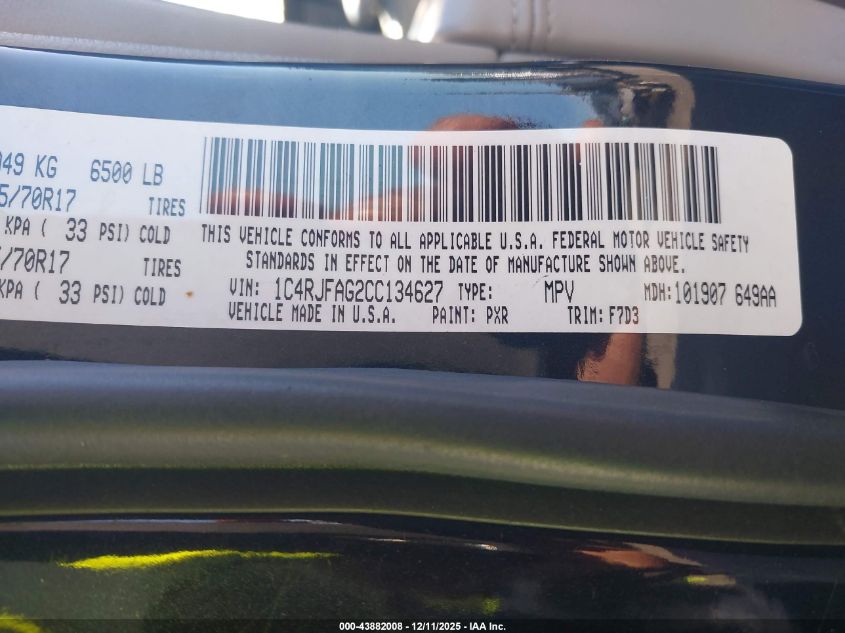 049 KG 6500 LB
5/70R17 TIRES
KPA ( 33 PSI) COLD
/70R17 TIRES
KPA ( 33 PSI) COLD
THIS VEHICLE CONFORMS TO ALL APPLICABLE U.S.A. FEDERAL MOTOR VEHICLE SAFETY
STANDARDS IN EFFECT ON THE DATE OF MANUFACTURE SHOWN ABOVE.
VIN: 1C4RJFAG2CC134627 TYPE: MPV MDH: 101907 649AA
VEHICLE MADE IN U.S.A. PAINT: PXR TRIM: F7D3
000-43882008 - 12/11/2025 - IAA Inc.